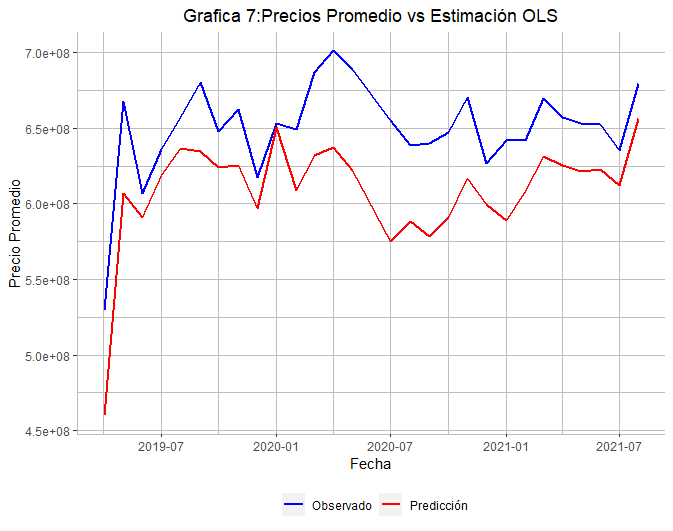 Grafica 7:Precios Promedio vs Estimación OLS
Precio Promedio
7.0e+08
6.5e+08
6.0e+08
5.5e+08
5.0e+08
4.5e+08
2019-07 2020-01 2020-07 2021-01 2021-07
Fecha
Observado Predicción